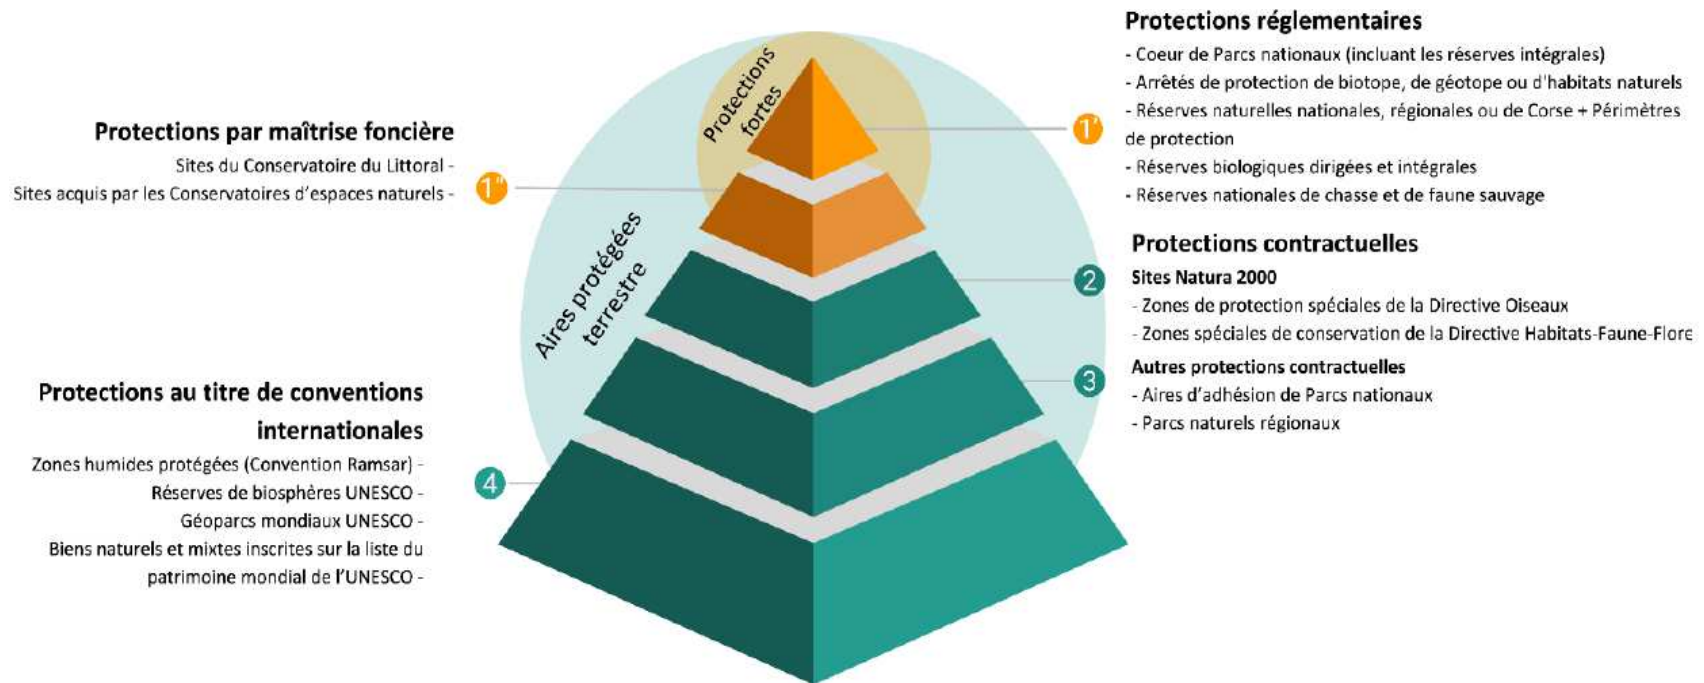 Protections réglementaires
- Coeur de Parcs nationaux (incluant les réserves intégrales)
- Arrêtés de protection de biotope, de géotope ou d'habitats naturels
- Réserves naturelles nationales, régionales ou de Corse + Périmètres
de protection
- Réserves biologiques dirigées et intégrales
- Réserves nationales de chasse et de faune sauvage
1'
Protections
fortes
Protections par maîtrise foncière
Sites du Conservatoire du Littoral -
Sites acquis par les Conservatoires d'espaces naturels -
1"
Aires protégées
terrestre
Protections contractuelles
2
Sites Natura 2000
- Zones de protection spéciales de la Directive Oiseaux
- Zones spéciales de conservation de la Directive Habitats-Faune-Flore
3
Autres protections contractuelles
- Aires d'adhésion de Parcs nationaux
- Parcs naturels régionaux
Protections au titre de conventions
internationales
Zones humides protégées (Convention Ramsar) -
Réserves de biosphères UNESCO -
Géoparcs mondiaux UNESCO -
Biens naturels et mixtes inscrites sur la liste du
patrimoine mondial de l'UNESCO -
4